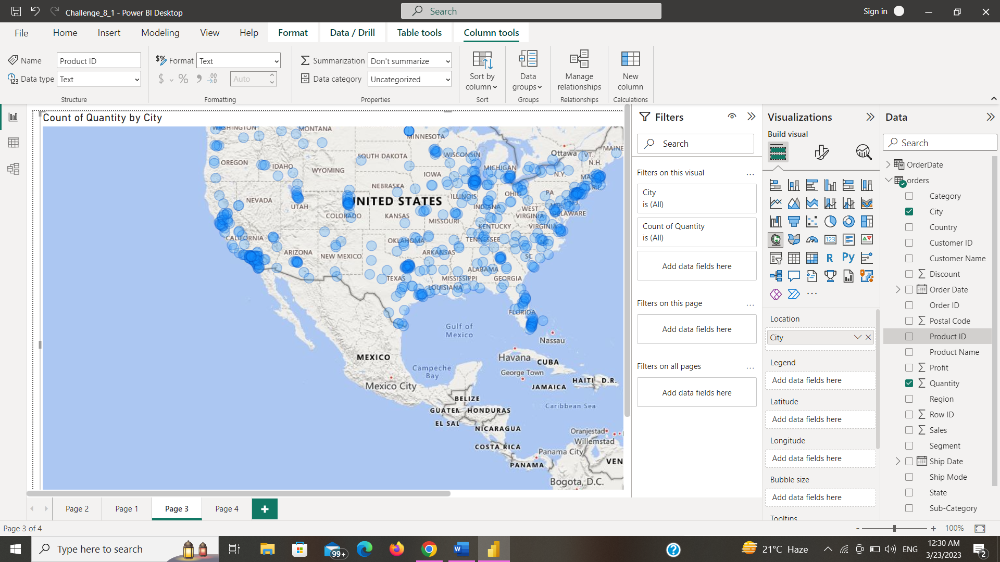 Challenge_8_1 - Power BI Desktop
Search
Sign in
File
Home
Insert
Modeling
View
Help
Format
Data / Drill
Table tools
Column tools
Name
Product ID
Data type
Text
Structure
Format
Text
$ % 9 .00
Auto
Formatting
Summarization
Don't summarize
Data category
Uncategorized
Properties
Sort by
column
Sort
Data
groups
Groups
Manage
relationships
Relationships
New
column
Calculations
Count of Quantity by City
WASHINGTON
MONTANA
MINNESOTA
Ottawa
VT.
MAINE
SOUTH DAKOTA
WISCONSIN
OREGON
IDAHO
WYOMING
MICHIGAN
N.H.
IOWA
N.Y.
MAS
R.I.
NEBRASKA
NEVADA
UNITED STATES
ILLINOIS
OHIO
PA
UTAH
COLORADO
KANSAS
INDIANA
WEST
VIRGINIA
MD.
N.J.
DELAWARE
MISSOURI
KENTUCKY
VIRGINIA
CALIFORNIA
OKLAHOMA
TENNESSEE
NC
ARIZONA
NEW MEXICO
ARKANSAS
SC
ALABAMA
TEXAS
MISSISSIPPI
GEORGIA
LOUISIANA
FLORIDA
Gulf of
Mexico
Nassau
MEXICO
Havana
CUBA
Campeche
Bay
George Town
Mexico City
JAMAICA
HAITI
D.R.
BELIZE
Caribbean Sea
GUATEM
HONDURAS
EL SAL
NICARAGUA
Oranjestad
Willemstad
COSTA RICA
Panama City
PANAMA
VEN
Bogota, D.C.
Filters
Search
Filters on this visual
...
City
is (All)
Count of Quantity
is (All)
Add data fields here
Filters on this page
...
Add data fields here
Filters on all pages
...
Add data fields here
Visualizations
Build visual
123
R
Py
...
Location
City
Legend
Add data fields here
Latitude
Add data fields here
Longitude
Add data fields here
Bubble size
Add data fields here
Tooltips
Data
Search
OrderDate
orders
Category
City
Country
Customer ID
Customer Name
Discount
Order Date
Order ID
Postal Code
Product ID
Product Name
Profit
Quantity
Region
Row ID
Sales
Segment
Ship Date
Ship Mode
State
Sub-Category
Page 2
Page 1
Page 3
Page 4
+
Page 3 of 4
- + 100%
Type here to search
99+
21°C Haze
ENG
12:30 AM
3/23/2023
2